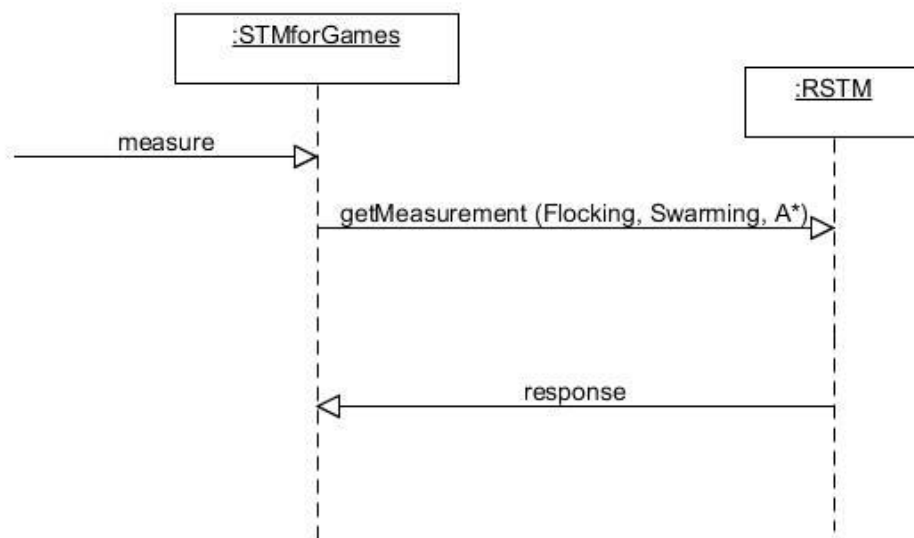 :STMforGames
:RSTM
measure
getMeasurement (Flocking, Swarming, A*)
response